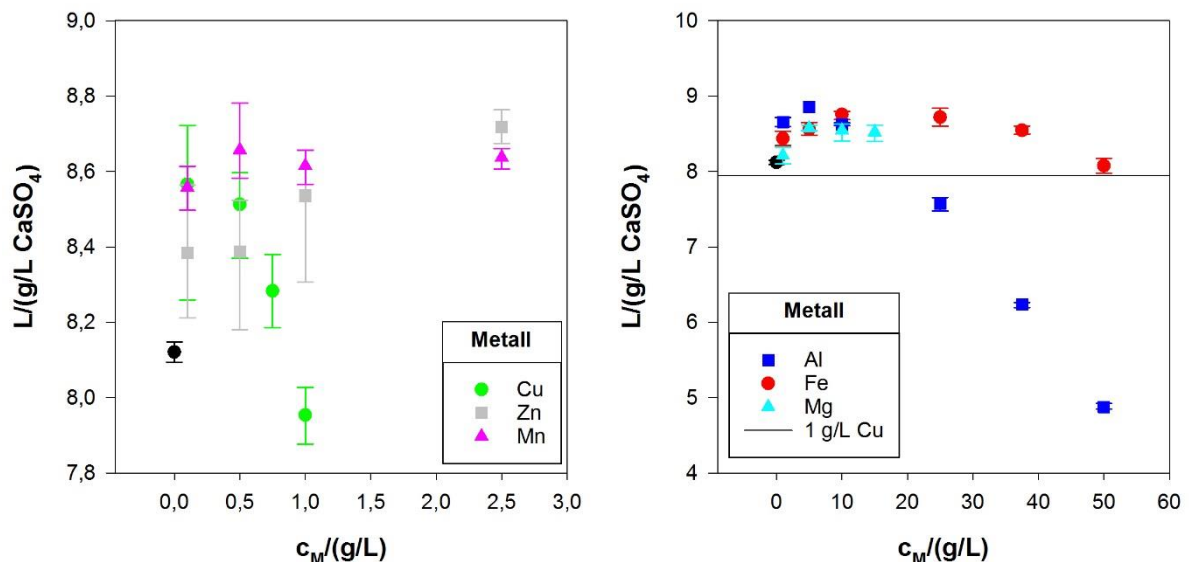 9,0
8,8
8,6
8,4
8,2
8,0
7,8
L/(g/L CaSO₄)
0,0 0,5 1,0 1,5 2,0 2,5 3,0
c_M/(g/L)
Metall
Cu
Zn
Mn
10
9
8
7
6
5
4
L/(g/L CaSO₄)
0 10 20 30 40 50 60
c_M/(g/L)
Metall
Al
Fe
Mg
1 g/L Cu